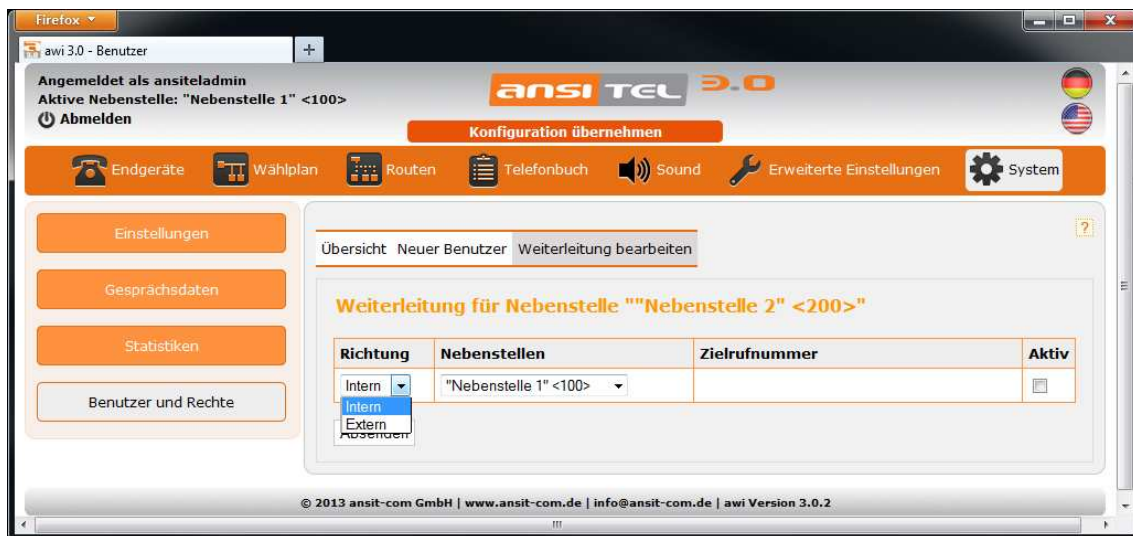 Firefox
awi 3.0 - Benutzer
Angemeldet als ansiteladmin
Aktive Nebenstelle: "Nebenstelle 1" <100>
Abmelden
ansi TEL 3.0
Konfiguration übernehmen
Endgeräte Wählplan Routen Telefonbuch Sound Erweiterte Einstellungen System
Einstellungen
Gesprächsdaten
Statistiken
Benutzer und Rechte
?
Übersicht Neuer Benutzer Weiterleitung bearbeiten
Weiterleitung für Nebenstelle ""Nebenstelle 2" <200>"
Richtung Nebenstellen Zielrufnummer Aktiv
Intern "Nebenstelle 1" <100>
Intern
Extern
Absenden
© 2013 ansit-com GmbH | www.ansit-com.de | info@ansit-com.de | awi Version 3.0.2